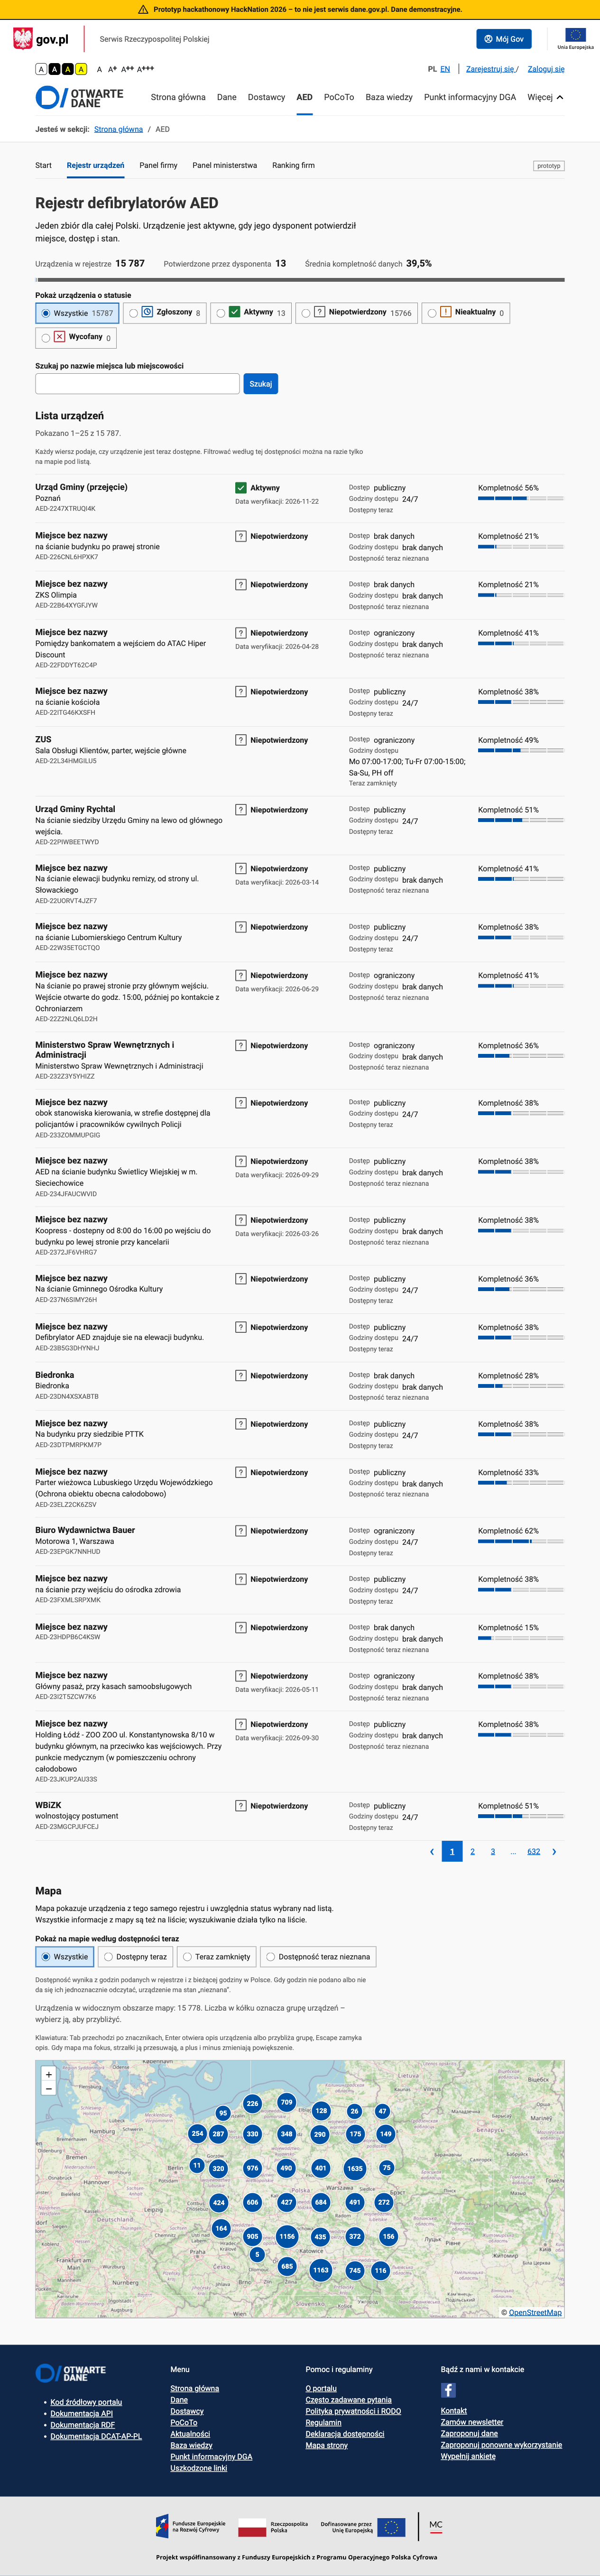 Prototyp hackathonowy HackNation 2026 – to nie jest serwis dane.gov.pl. Dane demonstracyjne.
gov.pl
Serwis Rzeczypospolitej Polskiej
Mój Gov
Unia Europejska
A A A A A A+ A++ A+++
PL EN Zarejestruj się / Zaloguj się
OTWARTE DANE
Strona główna Dane Dostawcy AED PoCoTo Baza wiedzy Punkt informacyjny DGA Więcej
Jesteś w sekcji: Strona główna / AED
Start Rejestr urządzeń Panel firmy Panel ministerstwa Ranking firm
prototyp
Rejestr defibrylatorów AED
Jeden zbiór dla całej Polski. Urządzenie jest aktywne, gdy jego dysponent potwierdził
miejsce, dostęp i stan.
Urządzenia w rejestrze 15 787 Potwierdzone przez dysponenta 13 Średnia kompletność danych 39,5%
Pokaż urządzenia o statusie
Wszystkie 15787
Zgłoszony 8
Aktywny 13
Niepotwierdzony 15766
Nieaktualny 0
Wycofany 0
Szukaj po nazwie miejsca lub miejscowości
Szukaj
Lista urządzeń
Pokazano 1–25 z 15 787.
Każdy wiersz podaje, czy urządzenie jest teraz dostępne. Filtrować według tej dostępności można na razie tylko
na mapie pod listą.
Urząd Gminy (przejęcie)
Poznań
AED-2247XTRUQI4K
Aktywny
Data weryfikacji: 2026-11-22
Dostęp publiczny
Godziny dostępu 24/7
Dostępny teraz
Kompletność 56%
Miejsce bez nazwy
na ścianie budynku po prawej stronie
AED-226CNL6HPXK7
Niepotwierdzony
Dostęp brak danych
Godziny dostępu brak danych
Dostępność teraz nieznana
Kompletność 21%
Miejsce bez nazwy
ZKS Olimpia
AED-22B64XYGFJYW
Niepotwierdzony
Dostęp brak danych
Godziny dostępu brak danych
Dostępność teraz nieznana
Kompletność 21%
Miejsce bez nazwy
Pomiędzy bankomatem a wejściem do ATAC Hiper
Discount
AED-22FDDYT62C4P
Niepotwierdzony
Data weryfikacji: 2026-04-28
Dostęp ograniczony
Godziny dostępu brak danych
Dostępność teraz nieznana
Kompletność 41%
Miejsce bez nazwy
na ścianie kościoła
AED-22ITG46KXSFH
Niepotwierdzony
Dostęp publiczny
Godziny dostępu 24/7
Dostępny teraz
Kompletność 38%
ZUS
Sala Obsługi Klientów, parter, wejście główne
AED-22L34HMGILU5
Niepotwierdzony
Dostęp ograniczony
Godziny dostępu
Mo 07:00-17:00; Tu-Fr 07:00-15:00;
Sa-Su, PH off
Teraz zamknięty
Kompletność 49%
Urząd Gminy Rychtal
Na ścianie siedziby Urzędu Gminy na lewo od głównego
wejścia.
AED-22PIWBEETWYD
Niepotwierdzony
Dostęp publiczny
Godziny dostępu 24/7
Dostępny teraz
Kompletność 51%
Miejsce bez nazwy
Na ścianie elewacji budynku remizy, od strony ul.
Słowackiego
AED-22UORVT4JZF7
Niepotwierdzony
Data weryfikacji: 2026-03-14
Dostęp publiczny
Godziny dostępu brak danych
Dostępność teraz nieznana
Kompletność 41%
Miejsce bez nazwy
na ścianie Lubomierskiego Centrum Kultury
AED-22W35ETGCTQO
Niepotwierdzony
Dostęp publiczny
Godziny dostępu 24/7
Dostępny teraz
Kompletność 38%
Miejsce bez nazwy
Na ścianie po prawej stronie przy głównym wejściu.
Wejście otwarte do godz. 15:00, później po kontakcie z
Ochroniarzem
AED-22Z2NLQ6LD2H
Niepotwierdzony
Data weryfikacji: 2026-06-29
Dostęp ograniczony
Godziny dostępu brak danych
Dostępność teraz nieznana
Kompletność 41%
Ministerstwo Spraw Wewnętrznych i
Administracji
Ministerstwo Spraw Wewnętrznych i Administracji
AED-232Z3Y5YHIZZ
Niepotwierdzony
Dostęp ograniczony
Godziny dostępu brak danych
Dostępność teraz nieznana
Kompletność 36%
Miejsce bez nazwy
obok stanowiska kierowania, w strefie dostępnej dla
policjantów i pracowników cywilnych Policji
AED-233ZOMMUPGIG
Niepotwierdzony
Dostęp publiczny
Godziny dostępu 24/7
Dostępny teraz
Kompletność 38%
Miejsce bez nazwy
AED na ścianie budynku Świetlicy Wiejskiej w m.
Sieciechowice
AED-234JFAUCWVID
Niepotwierdzony
Data weryfikacji: 2026-09-29
Dostęp publiczny
Godziny dostępu brak danych
Dostępność teraz nieznana
Kompletność 38%
Miejsce bez nazwy
Koopress - dostepny od 8:00 do 16:00 po wejściu do
budynku po lewej stronie przy kancelarii
AED-2372JF6VHRG7
Niepotwierdzony
Data weryfikacji: 2026-03-26
Dostęp publiczny
Godziny dostępu brak danych
Dostępność teraz nieznana
Kompletność 38%
Miejsce bez nazwy
Na ścianie Gminnego Ośrodka Kultury
AED-237N6SIMY26H
Niepotwierdzony
Dostęp publiczny
Godziny dostępu 24/7
Dostępny teraz
Kompletność 36%
Miejsce bez nazwy
Defibrylator AED znajduje sie na elewacji budynku.
AED-23B5G3DHYNHJ
Niepotwierdzony
Dostęp publiczny
Godziny dostępu 24/7
Dostępny teraz
Kompletność 38%
Biedronka
Biedronka
AED-23DN4XSXABTB
Niepotwierdzony
Dostęp brak danych
Godziny dostępu brak danych
Dostępność teraz nieznana
Kompletność 28%
Miejsce bez nazwy
Na budynku przy siedzibie PTTK
AED-23DTPMRPKM7P
Niepotwierdzony
Dostęp publiczny
Godziny dostępu 24/7
Dostępny teraz
Kompletność 38%
Miejsce bez nazwy
Parter wieżowca Lubuskiego Urzędu Wojewódzkiego
(Ochrona obiektu obecna całodobowo)
AED-23ELZ2CK6ZSV
Niepotwierdzony
Dostęp publiczny
Godziny dostępu brak danych
Dostępność teraz nieznana
Kompletność 33%
Biuro Wydawnictwa Bauer
Motorowa 1, Warszawa
AED-23EPGK7NNHUD
Niepotwierdzony
Dostęp ograniczony
Godziny dostępu 24/7
Dostępny teraz
Kompletność 62%
Miejsce bez nazwy
na ścianie przy wejściu do ośrodka zdrowia
AED-23FXMLSRPXMK
Niepotwierdzony
Dostęp publiczny
Godziny dostępu 24/7
Dostępny teraz
Kompletność 38%
Miejsce bez nazwy
AED-23HDPB6C4KSW
Niepotwierdzony
Dostęp brak danych
Godziny dostępu brak danych
Dostępność teraz nieznana
Kompletność 15%
Miejsce bez nazwy
Główny pasaż, przy kasach samoobsługowych
AED-23I2T5ZCW7K6
Niepotwierdzony
Data weryfikacji: 2026-05-11
Dostęp ograniczony
Godziny dostępu brak danych
Dostępność teraz nieznana
Kompletność 38%
Miejsce bez nazwy
Holding Łódź - ZOO ZOO ul. Konstantynowska 8/10 w
budynku głównym, na przeciwko kas wejściowych. Przy
punkcie medycznym (w pomieszczeniu ochrony
całodobowo
AED-23JKUP2AU33S
Niepotwierdzony
Data weryfikacji: 2026-09-30
Dostęp publiczny
Godziny dostępu brak danych
Dostępność teraz nieznana
Kompletność 38%
WBiZK
wolnostojący postument
AED-23MGCPJUFCEJ
Niepotwierdzony
Dostęp publiczny
Godziny dostępu 24/7
Dostępny teraz
Kompletność 51%
1 2 3 ... 632
Mapa
Mapa pokazuje urządzenia z tego samego rejestru i uwzględnia status wybrany nad listą.
Wszystkie informacje z mapy są też na liście; wyszukiwanie działa tylko na liście.
Pokaż na mapie według dostępności teraz
Wszystkie Dostępny teraz Teraz zamknięty Dostępność teraz nieznana
Dostępność wynika z godzin podanych w rejestrze i z bieżącej godziny w Polsce. Gdy godzin nie podano albo nie
da się ich jednoznacznie odczytać, urządzenie ma stan „nieznana”.
Urządzenia w widocznym obszarze mapy: 15 778. Liczba w kółku oznacza grupę urządzeń –
wybierz ją, aby przybliżyć.
Klawiatura: Tab przechodzi po znacznikach, Enter otwiera opis urządzenia albo przybliża grupę, Escape zamyka
opis. Gdy mapa ma fokus, strzałki ją przesuwają, a plus i minus zmieniają powiększenie.
+
−
226 709
95 128 26 47
254 287 330 348 290 175 149
11 320 976 490 401 1635 75
424 606 427 684 491 272
164 905 1156 435 372 156
5 685 1163 745 116
Hamburg
Bremen
Berlin
Leipzig
Deutschland
Praha
Česko
Nürnberg
Wien
Warszawa
Polska
Katowice
Lietuva
Vilnius
Беларусь
© OpenStreetMap
OTWARTE DANE
Kod źródłowy portalu
Dokumentacja API
Dokumentacja RDF
Dokumentacja DCAT-AP-PL
Menu
Strona główna
Dane
Dostawcy
PoCoTo
Aktualności
Baza wiedzy
Punkt informacyjny DGA
Uszkodzone linki
Pomoc i regulaminy
O portalu
Często zadawane pytania
Polityka prywatności i RODO
Regulamin
Deklaracja dostępności
Mapa strony
Bądź z nami w kontakcie
Kontakt
Zamów newsletter
Zaproponuj dane
Zaproponuj ponowne wykorzystanie
Wypełnij ankietę
Fundusze Europejskie
na Rozwój Cyfrowy
Rzeczpospolita
Polska
Dofinansowane przez
Unię Europejską
MC
Projekt współfinansowany z Funduszy Europejskich z Programu Operacyjnego Polska Cyfrowa